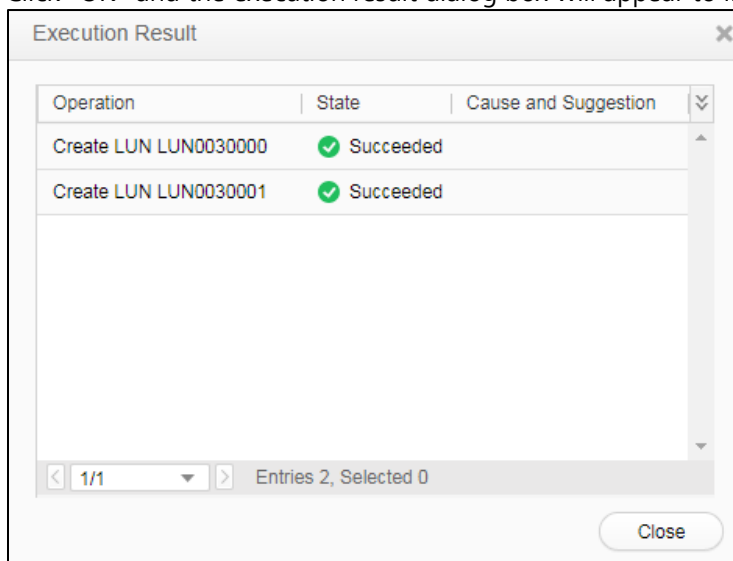 Execution Result
Operation State Cause and Suggestion
Create LUN LUN0030000 Succeeded
Create LUN LUN0030001 Succeeded
1/1 Entries 2, Selected 0
Close